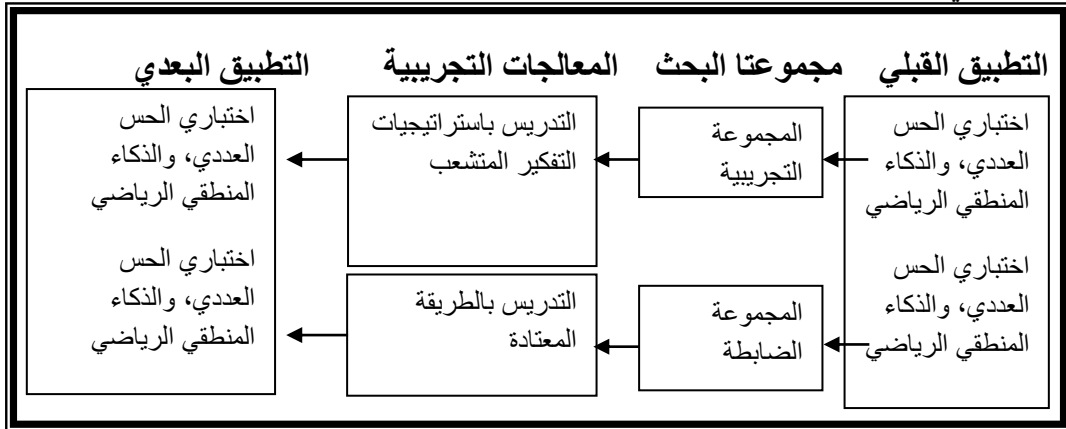 التطبيق القبلي
مجموعتا البحث
المعالجات التجريبية
التطبيق البعدي
اختباري الحس
العددي، والذكاء
المنطقي الرياضي
المجموعة
التجريبية
التدريس باستراتيجيات
التفكير المتشعب
اختباري الحس
العددي، والذكاء
المنطقي الرياضي
اختباري الحس
العددي، والذكاء
المنطقي الرياضي
المجموعة
الضابطة
التدريس بالطريقة
المعتادة
اختباري الحس
العددي، والذكاء
المنطقي الرياضي